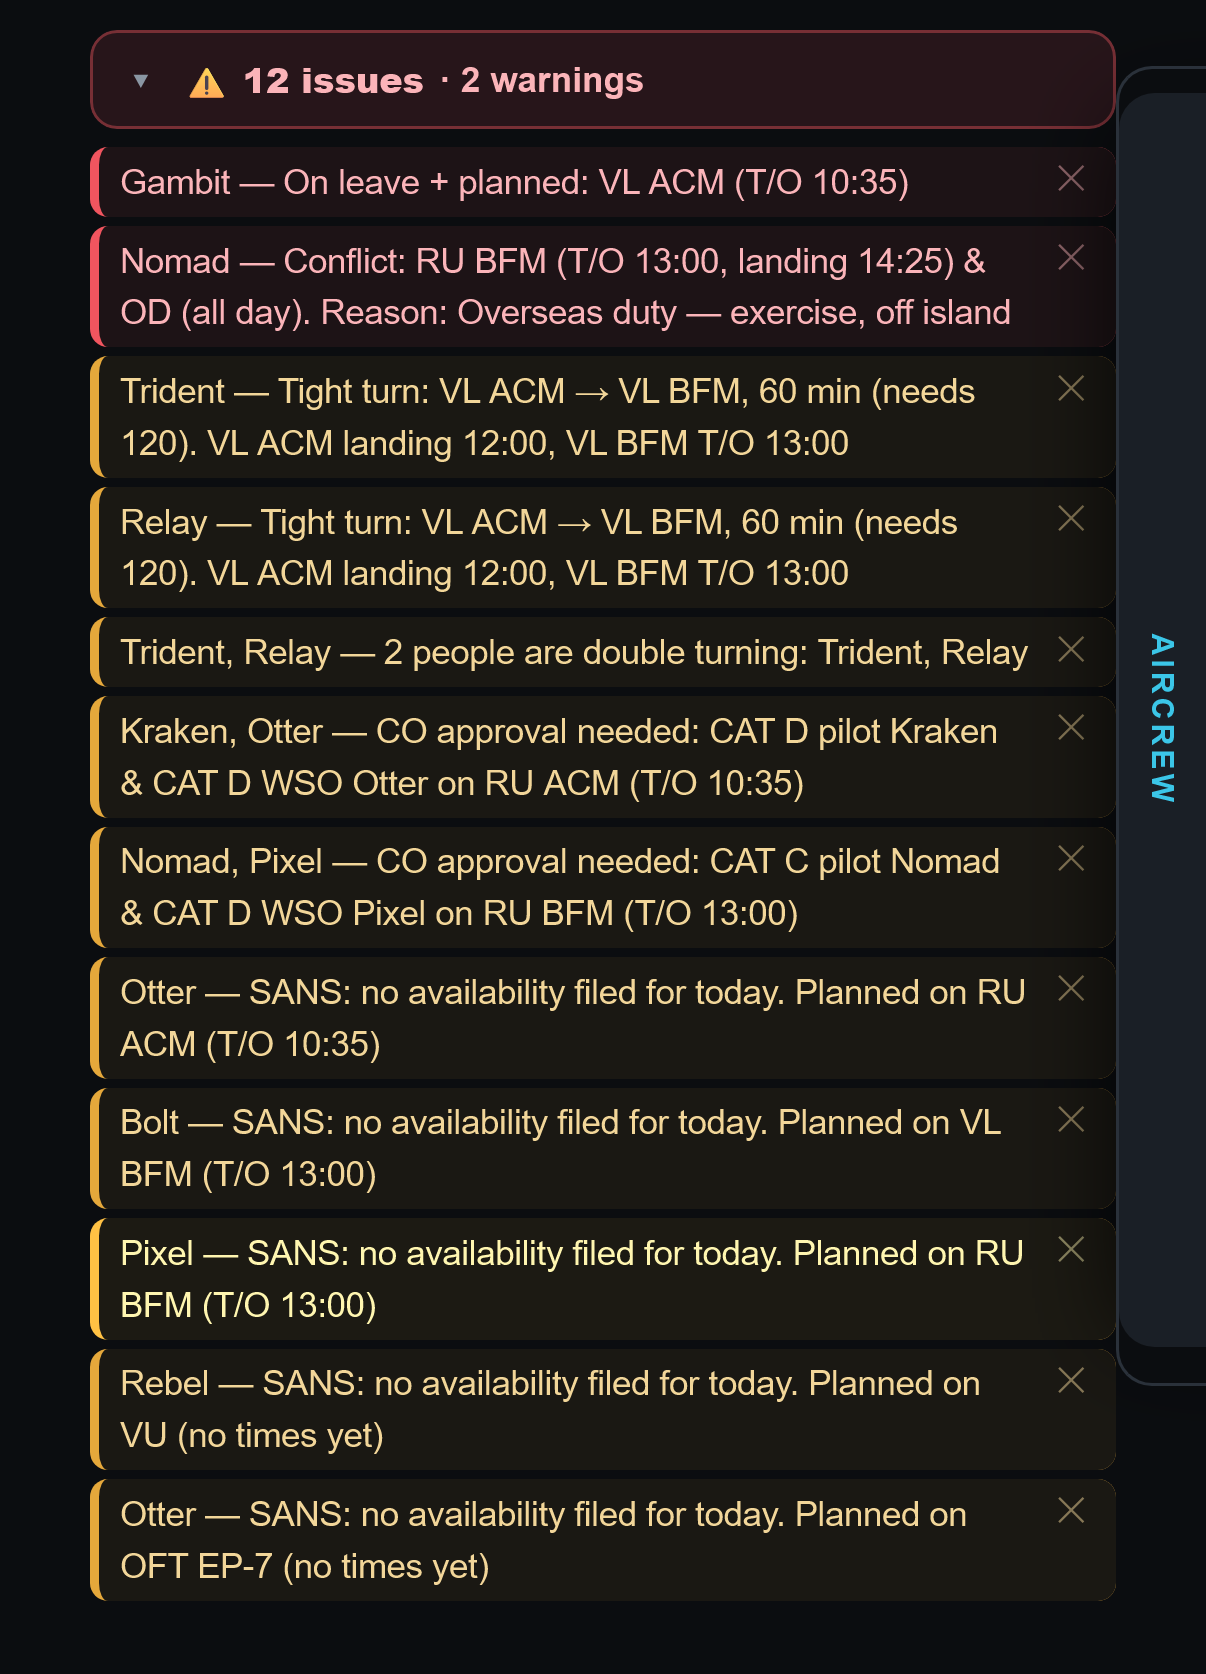 ▼ ⚠️ 12 issues · 2 warnings
Gambit — On leave + planned: VL ACM (T/O 10:35)
Nomad — Conflict: RU BFM (T/O 13:00, landing 14:25) &
OD (all day). Reason: Overseas duty — exercise, off island
Trident — Tight turn: VL ACM → VL BFM, 60 min (needs
120). VL ACM landing 12:00, VL BFM T/O 13:00
Relay — Tight turn: VL ACM → VL BFM, 60 min (needs
120). VL ACM landing 12:00, VL BFM T/O 13:00
Trident, Relay — 2 people are double turning: Trident, Relay
Kraken, Otter — CO approval needed: CAT D pilot Kraken
& CAT D WSO Otter on RU ACM (T/O 10:35)
Nomad, Pixel — CO approval needed: CAT C pilot Nomad
& CAT D WSO Pixel on RU BFM (T/O 13:00)
Otter — SANS: no availability filed for today. Planned on RU
ACM (T/O 10:35)
Bolt — SANS: no availability filed for today. Planned on VL
BFM (T/O 13:00)
Pixel — SANS: no availability filed for today. Planned on RU
BFM (T/O 13:00)
Rebel — SANS: no availability filed for today. Planned on
VU (no times yet)
Otter — SANS: no availability filed for today. Planned on
OFT EP-7 (no times yet)
AIRCREW